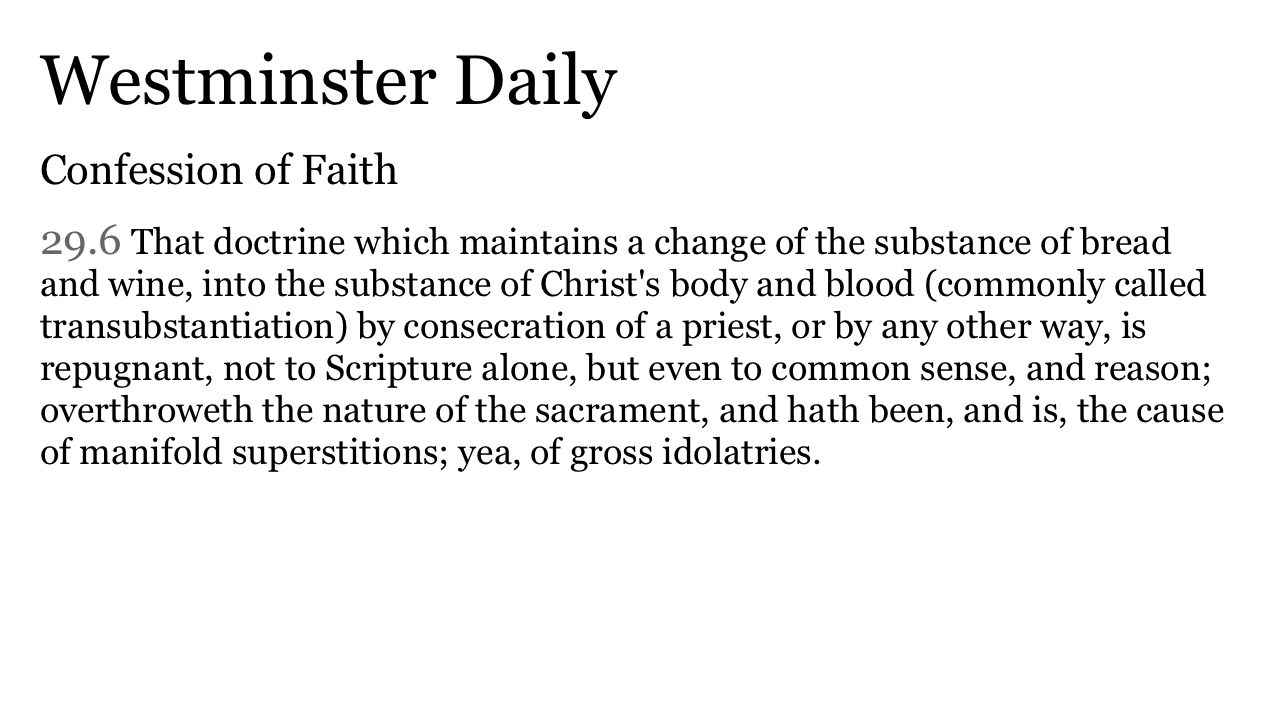 Westminster Daily
Confession of Faith
29.6 That doctrine which maintains a change of the substance of bread
and wine, into the substance of Christ's body and blood (commonly called
transubstantiation) by consecration of a priest, or by any other way, is
repugnant, not to Scripture alone, but even to common sense, and reason;
overthroweth the nature of the sacrament, and hath been, and is, the cause
of manifold superstitions; yea, of gross idolatries.